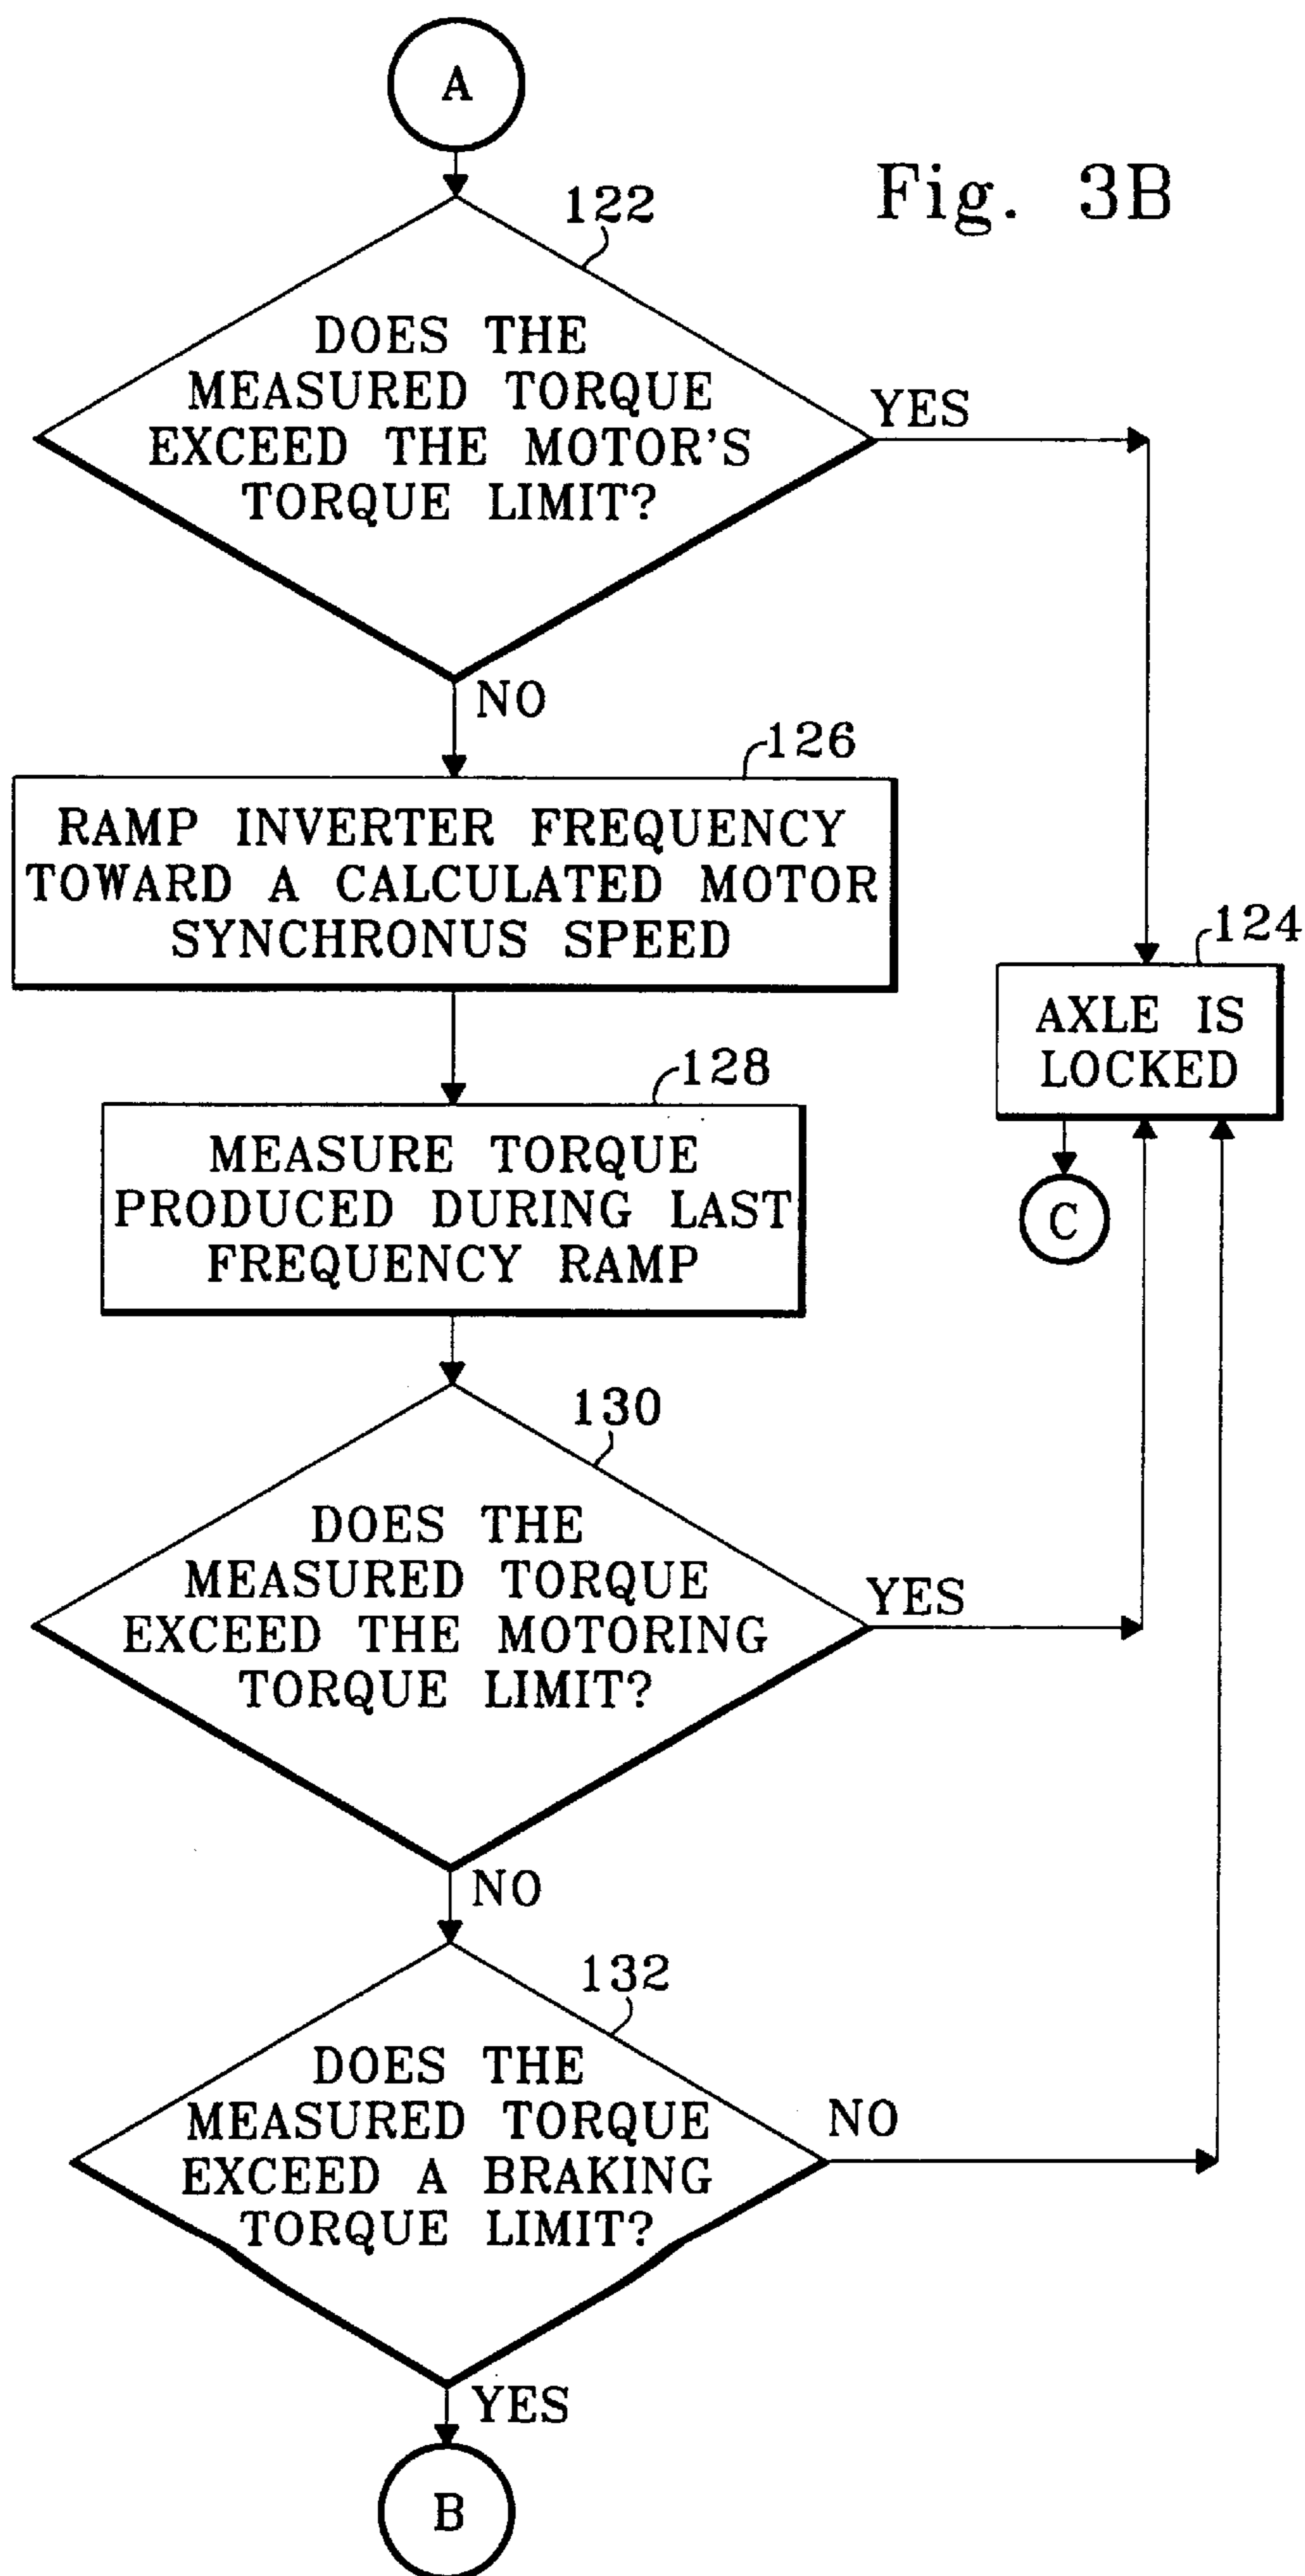 A
Fig. 3B
122
DOES THE
MEASURED TORQUE
EXCEED THE MOTOR'S
TORQUE LIMIT?
YES
NO
126
RAMP INVERTER FREQUENCY
TOWARD A CALCULATED MOTOR
SYNCHRONUS SPEED
124
AXLE IS
LOCKED
C
128
MEASURE TORQUE
PRODUCED DURING LAST
FREQUENCY RAMP
130
DOES THE
MEASURED TORQUE
EXCEED THE MOTORING
TORQUE LIMIT?
YES
NO
132
DOES THE
MEASURED TORQUE
EXCEED A BRAKING
TORQUE LIMIT?
NO
YES
B